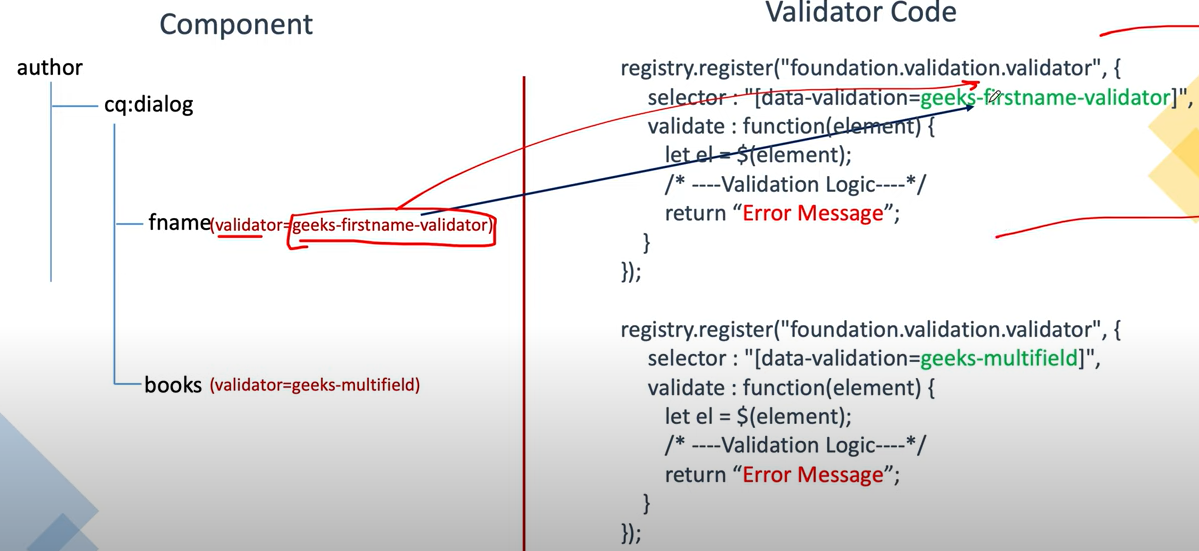 Component
author
cq:dialog
fname(validator=geeks-firstname-validator)
books (validator=geeks-multifield)
Validator Code
registry.register("foundation.validation.validator", {
selector : "[data-validation=geeks-firstname-validator]",
validate : function(element) {
let el = $(element);
/* ----Validation Logic----*/
return “Error Message”;
}
});
registry.register("foundation.validation.validator", {
selector : "[data-validation=geeks-multifield]",
validate : function(element) {
let el = $(element);
/* ----Validation Logic----*/
return “Error Message”;
}
});